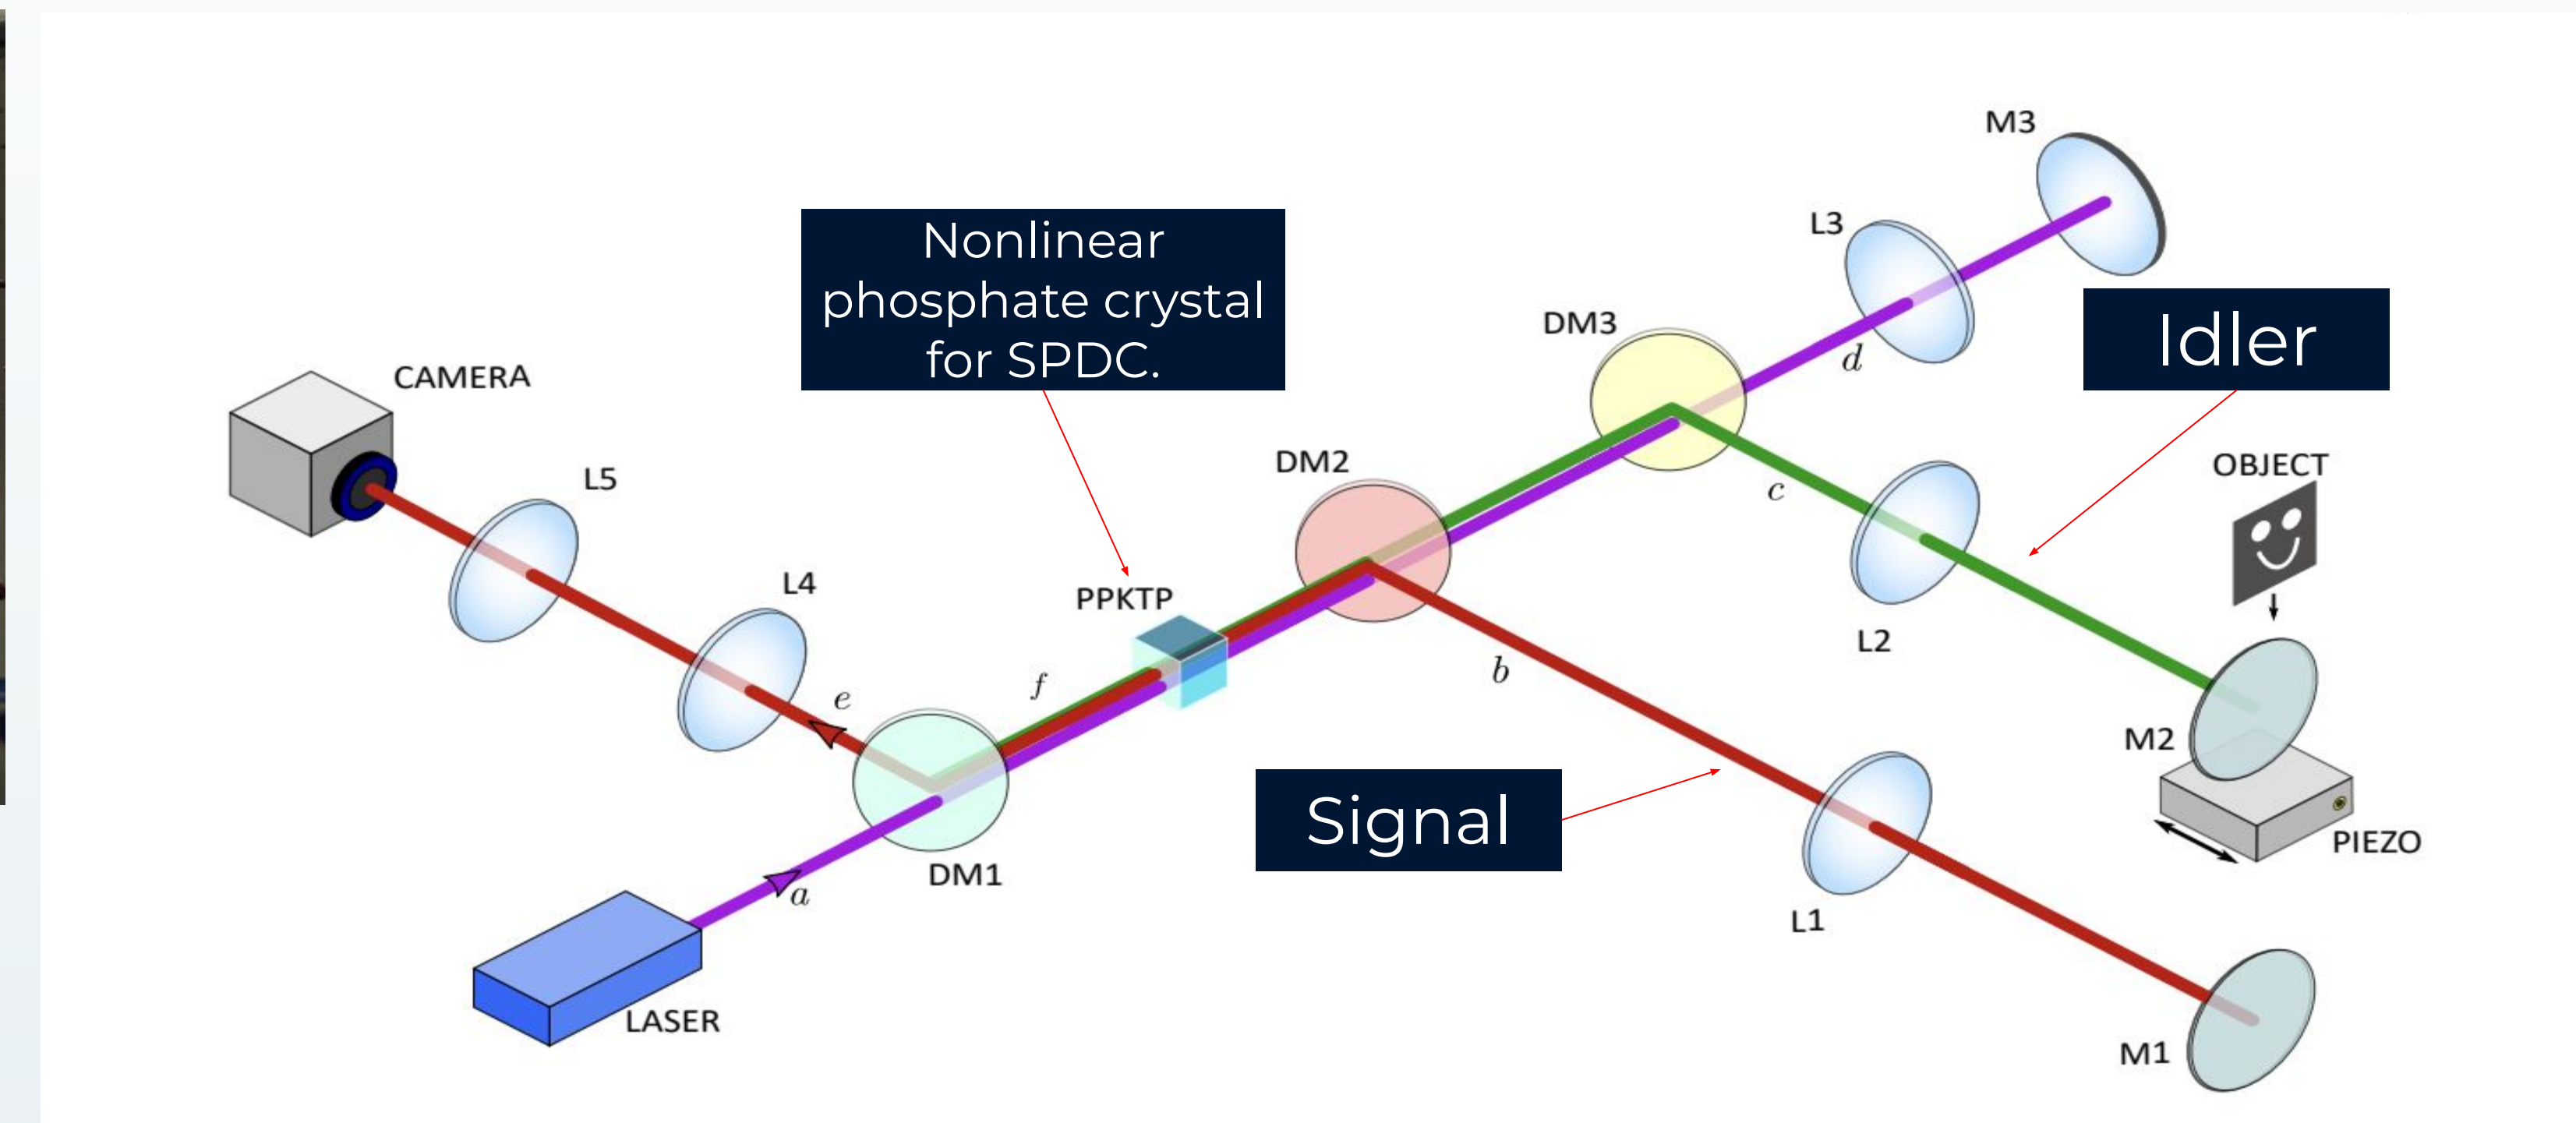 M3
L3
Nonlinear
phosphate crystal
for SPDC.
DM3
Idler
d
CAMERA
DM2
OBJECT
L5
c
L4
PPKTP
L2
b
f
e
M2
Signal
PIEZO
DM1
a
L1
LASER
M1